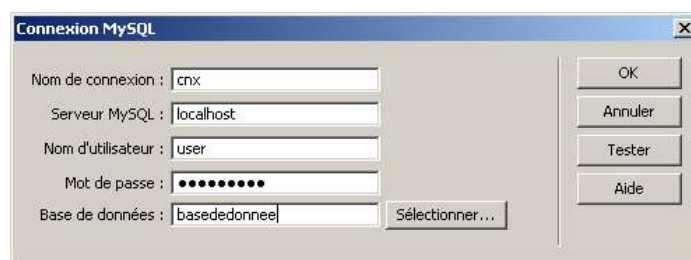 Connexion MySQL
Nom de connexion : cnx
OK
Serveur MySQL : localhost
Annuler
Nom d'utilisateur : user
Tester
Mot de passe : ●●●●●●●●●
Aide
Base de données : basededonnee
Sélectionner...